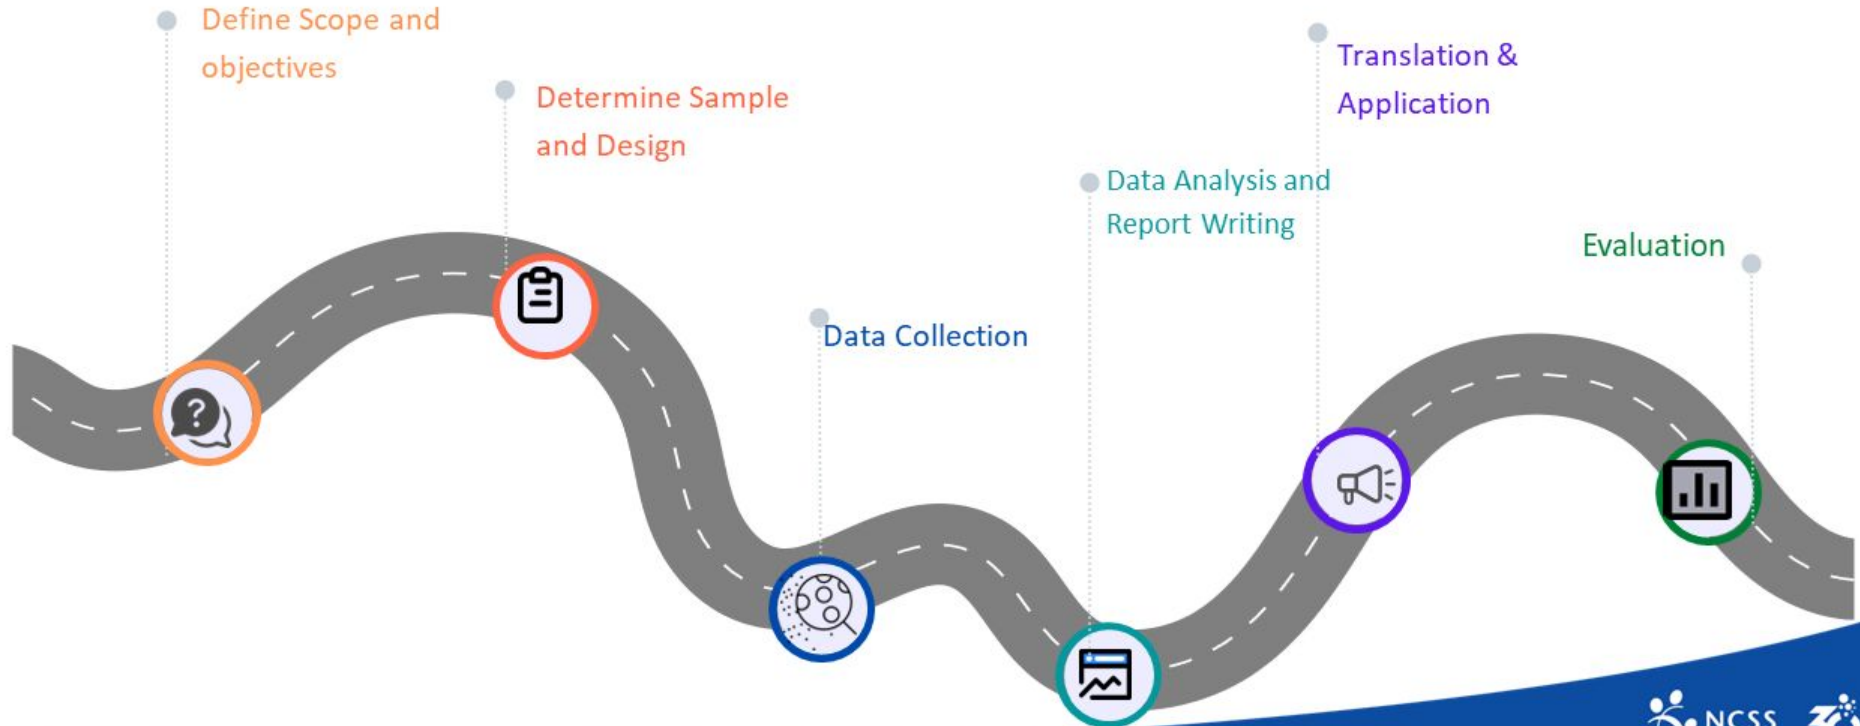 Define Scope and
objectives
Determine Sample
and Design
Data Collection
Data Analysis and
Report Writing
Translation &
Application
Evaluation
NCSS